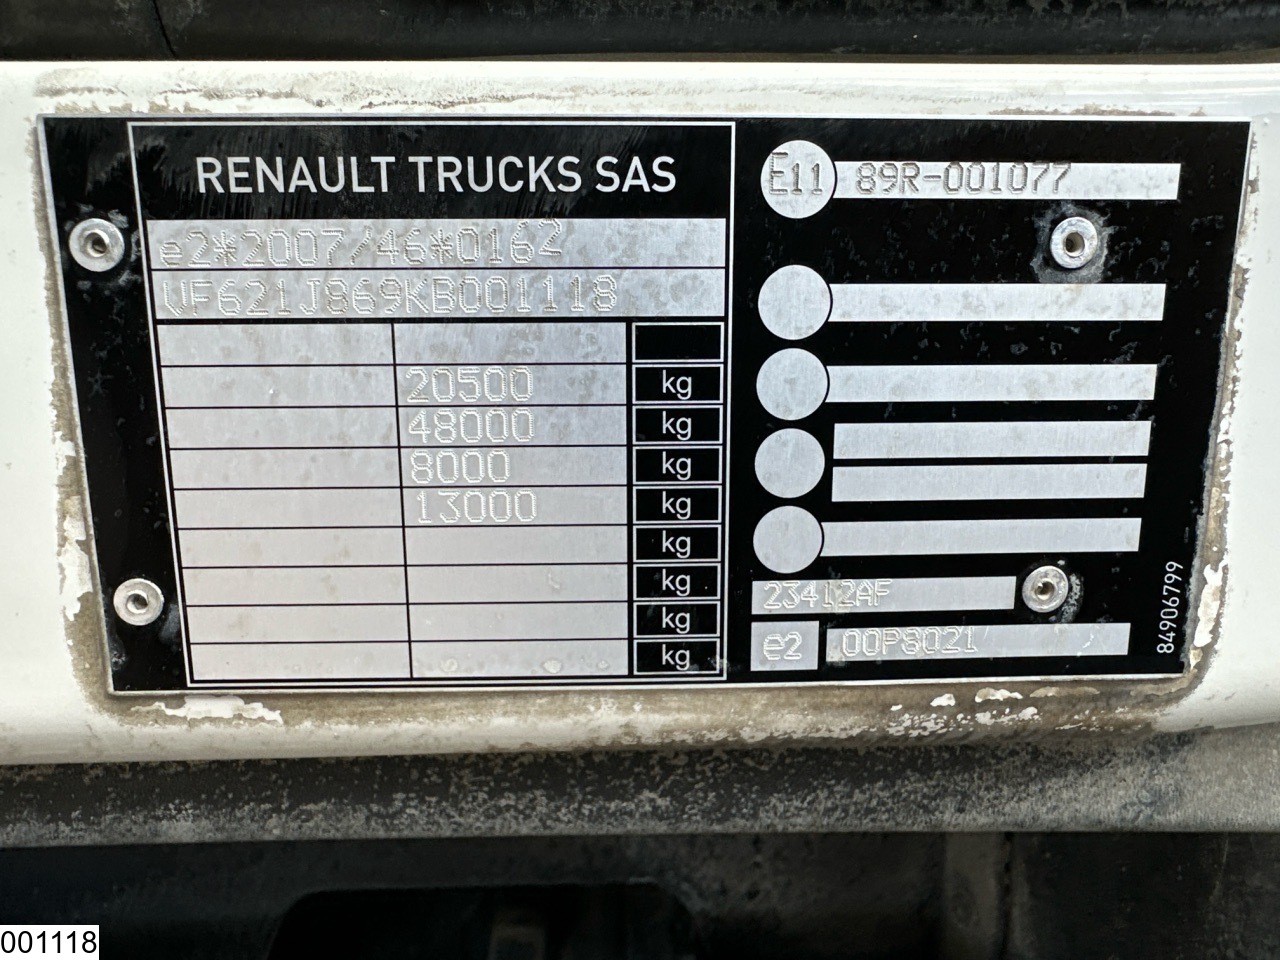 RENAULT TRUCKS SAS
e2*2007/46*0162
VF621J869KB001118
20500 kg
48000 kg
8000 kg
13000 kg
kg
kg
kg
kg
E11 89R-001077
23412AF
e2 00P8021
84906799
001118